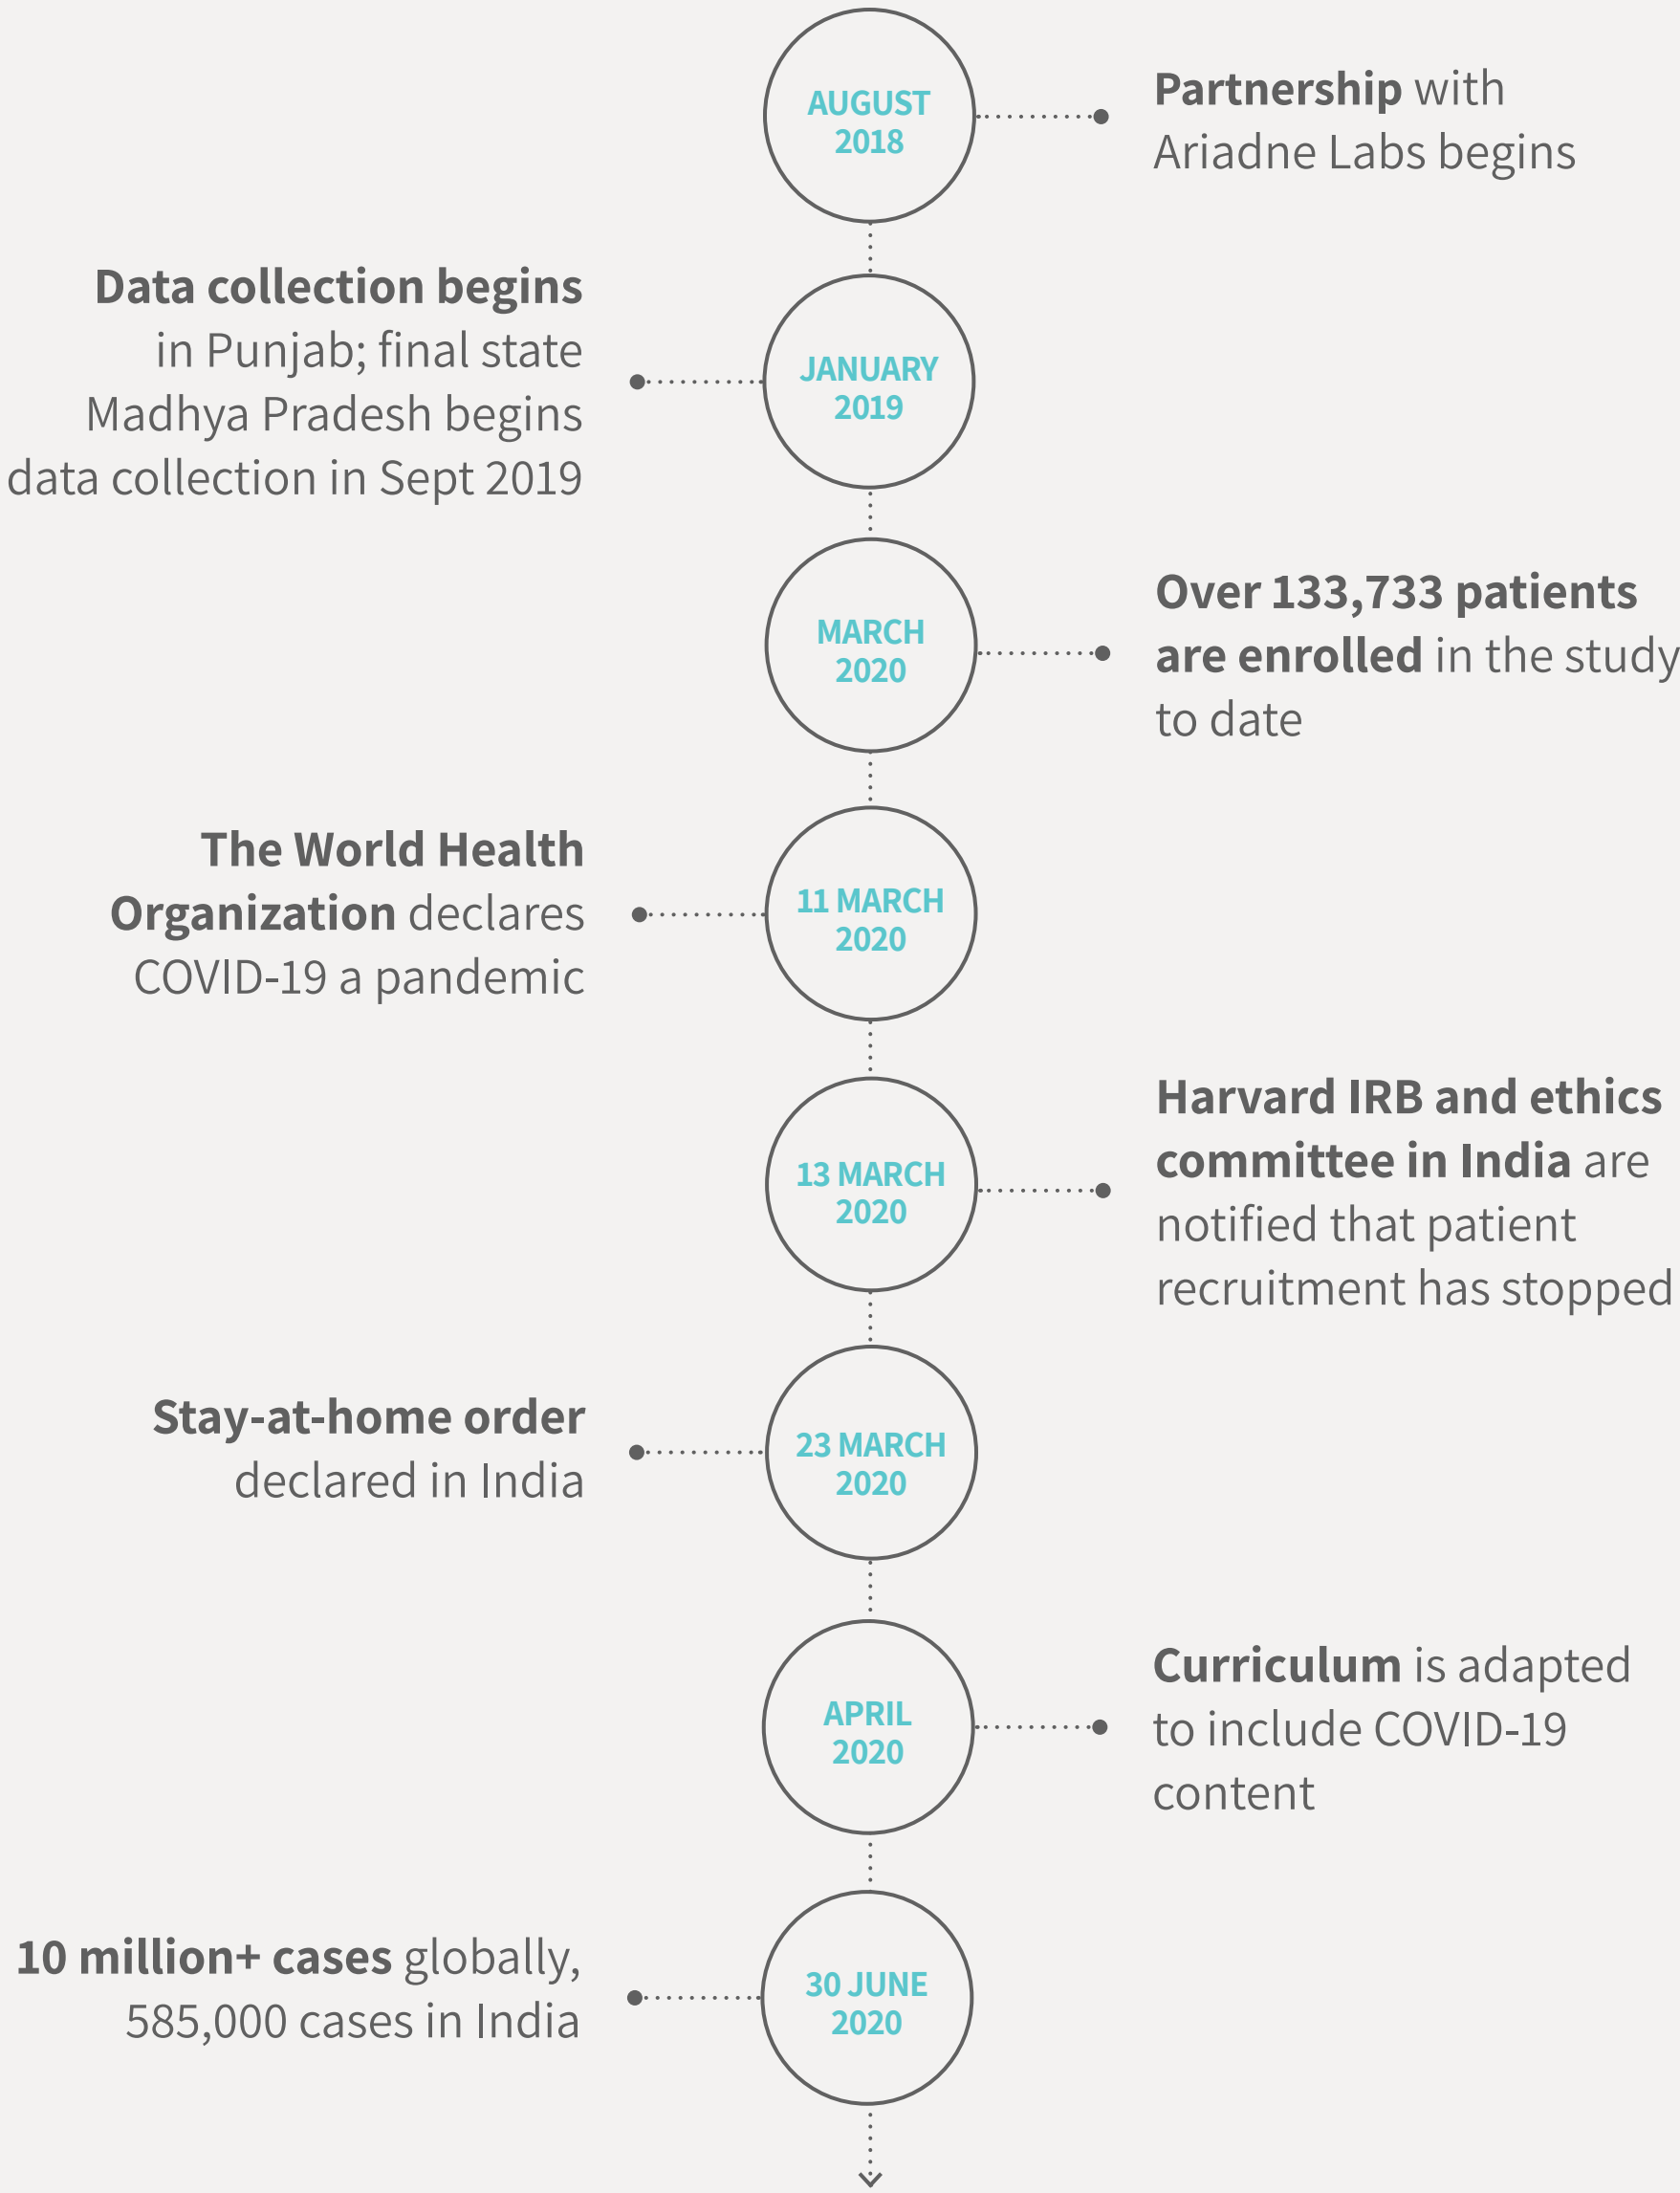 AUGUST
2018
Partnership with
Ariadne Labs begins
Data collection begins
in Punjab; final state
Madhya Pradesh begins
data collection in Sept 2019
JANUARY
2019
MARCH
2020
Over 133,733 patients
are enrolled in the study
to date
The World Health
Organization declares
COVID-19 a pandemic
11 MARCH
2020
13 MARCH
2020
Harvard IRB and ethics
committee in India are
notified that patient
recruitment has stopped
Stay-at-home order
declared in India
23 MARCH
2020
APRIL
2020
Curriculum is adapted
to include COVID-19
content
10 million+ cases globally,
585,000 cases in India
30 JUNE
2020